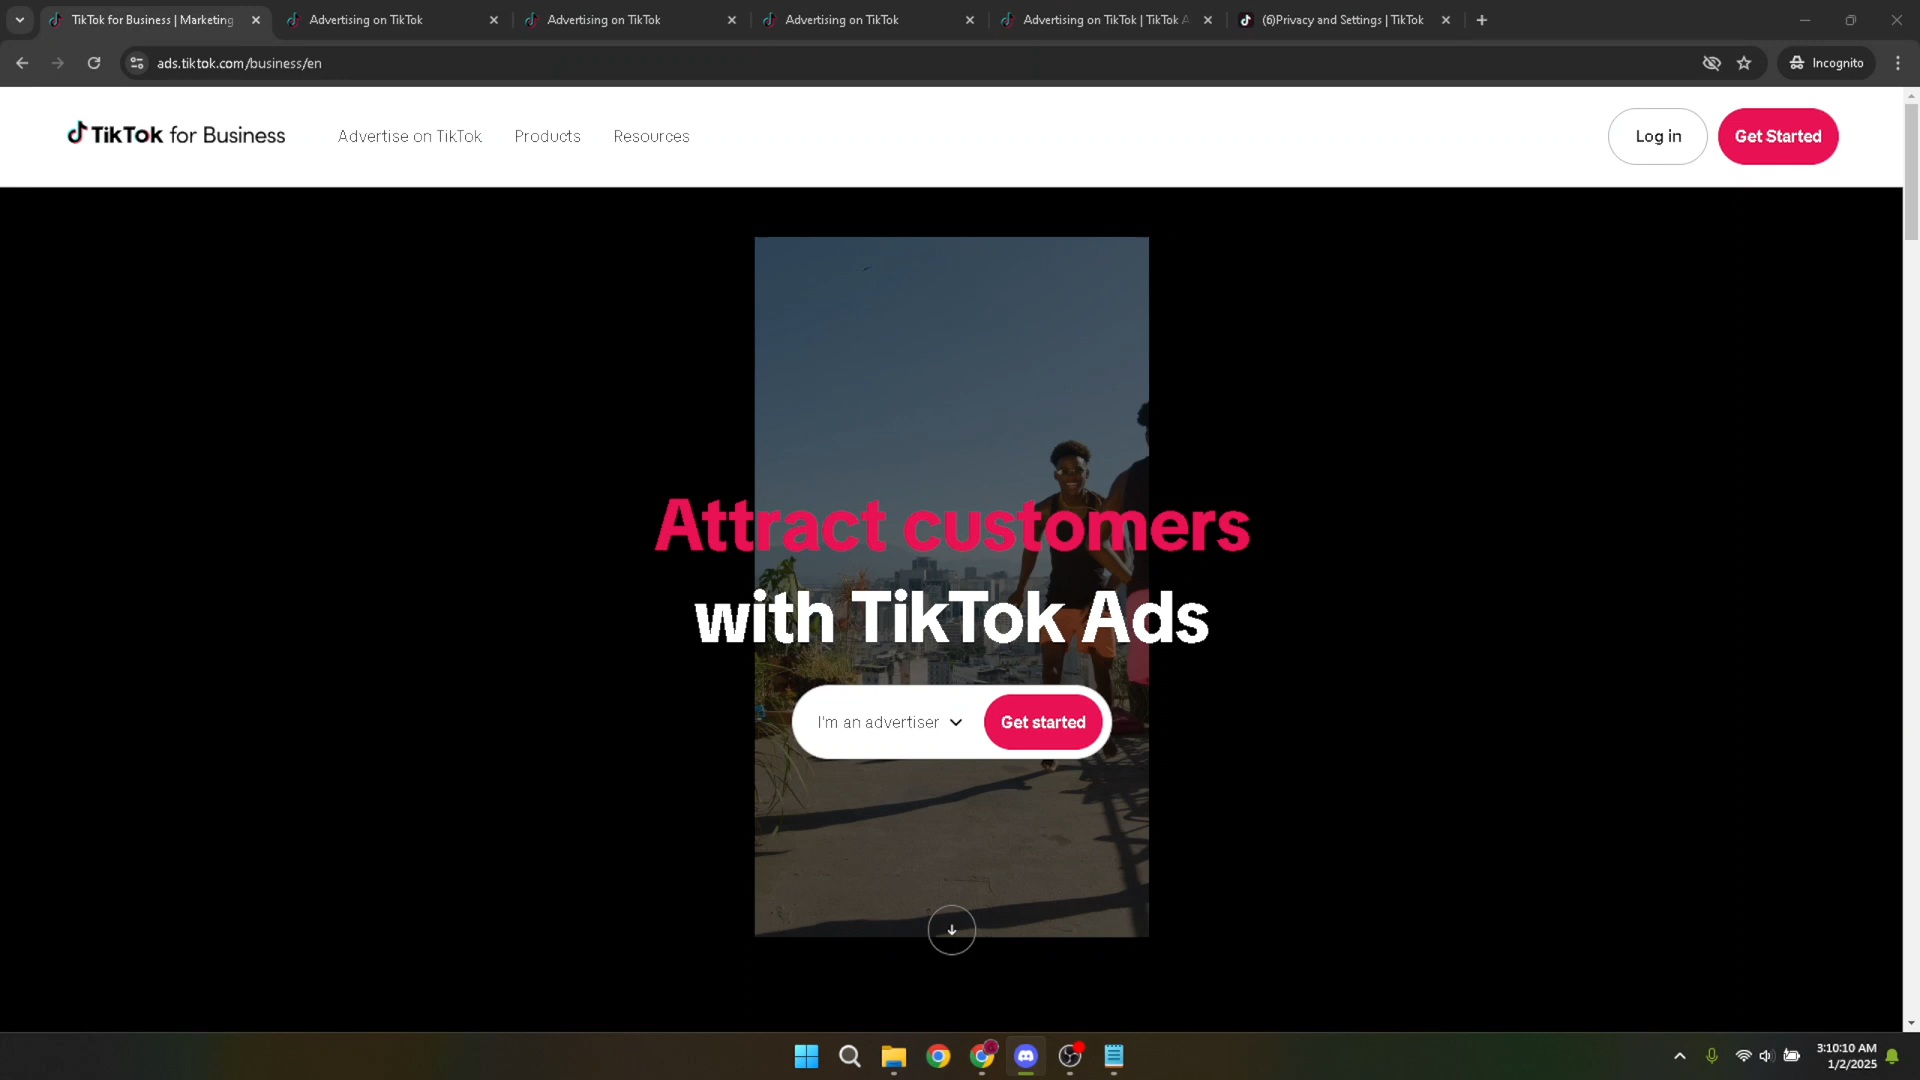 TikTok for Business | Marketing
Advertising on TikTok
Advertising on TikTok
Advertising on TikTok
Advertising on TikTok | TikTok A
(6)Privacy and Settings | TikTok
ads.tiktok.com/business/en
Incognito
TikTok for Business
Advertise on TikTok
Products
Resources
Log in
Get Started
Attract customers
with TikTok Ads
I'm an advertiser
Get started
3:10:10 AM
1/2/2025